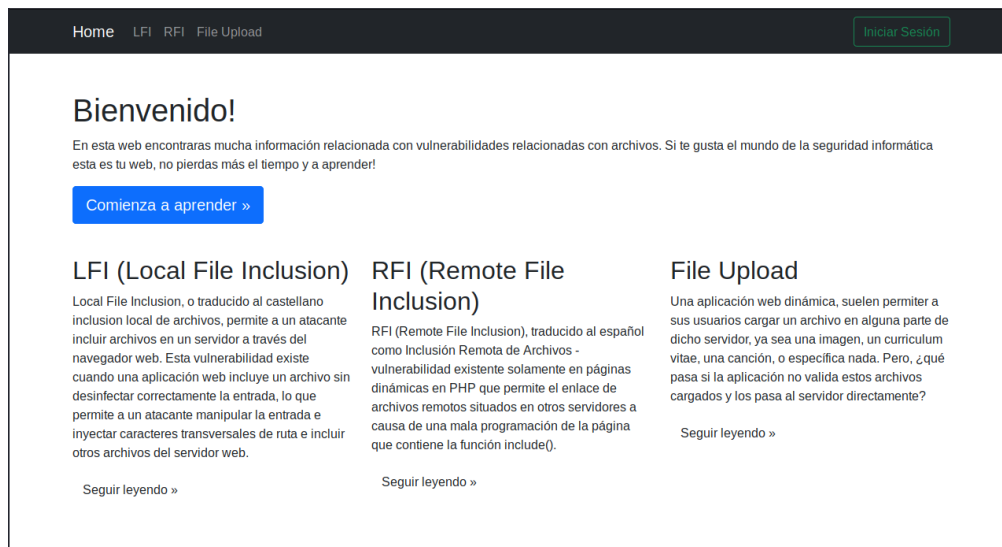 Home LFI RFI File Upload Iniciar Sesión
Bienvenido!
En esta web encontraras mucha información relacionada con vulnerabilidades relacionadas con archivos. Si te gusta el mundo de la seguridad informática
esta es tu web, no pierdas más el tiempo y a aprender!
Comienza a aprender »
LFI (Local File Inclusion)
Local File Inclusion, o traducido al castellano
inclusion local de archivos, permite a un atacante
incluir archivos en un servidor a través del
navegador web. Esta vulnerabilidad existe
cuando una aplicación web incluye un archivo sin
desinfectar correctamente la entrada, lo que
permite a un atacante manipular la entrada e
inyectar caracteres transversales de ruta e incluir
otros archivos del servidor web.
Seguir leyendo »
RFI (Remote File
Inclusion)
RFI (Remote File Inclusion), traducido al español
como Inclusión Remota de Archivos -
vulnerabilidad existente solamente en páginas
dinámicas en PHP que permite el enlace de
archivos remotos situados en otros servidores a
causa de una mala programación de la página
que contiene la función include().
Seguir leyendo »
File Upload
Una aplicación web dinámica, suelen permiter a
sus usuarios cargar un archivo en alguna parte de
dicho servidor, ya sea una imagen, un curriculum
vitae, una canción, o específica nada. Pero, ¿qué
pasa si la aplicación no valida estos archivos
cargados y los pasa al servidor directamente?
Seguir leyendo »